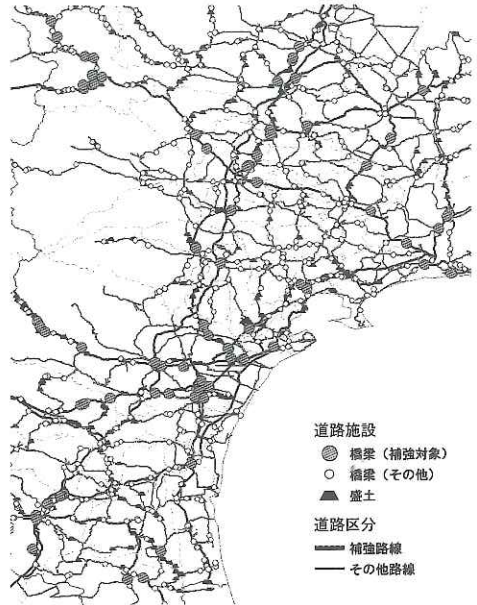 道路施設
橋梁（補強対象）
橋梁（その他）
盛土
道路区分
補強路線
その他路線